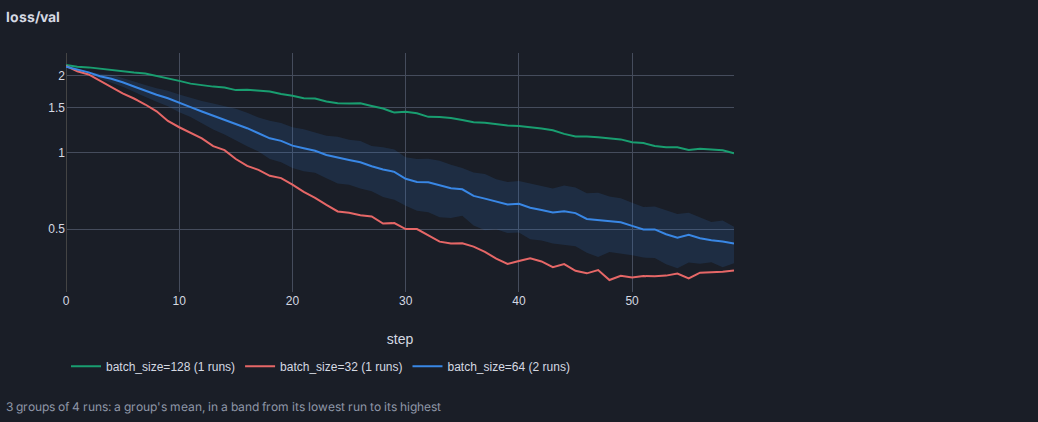 loss/val
2
1.5
1
0.5
0 10 20 30 40 50
step
batch_size=128 (1 runs) batch_size=32 (1 runs) batch_size=64 (2 runs)
3 groups of 4 runs: a group's mean, in a band from its lowest run to its highest